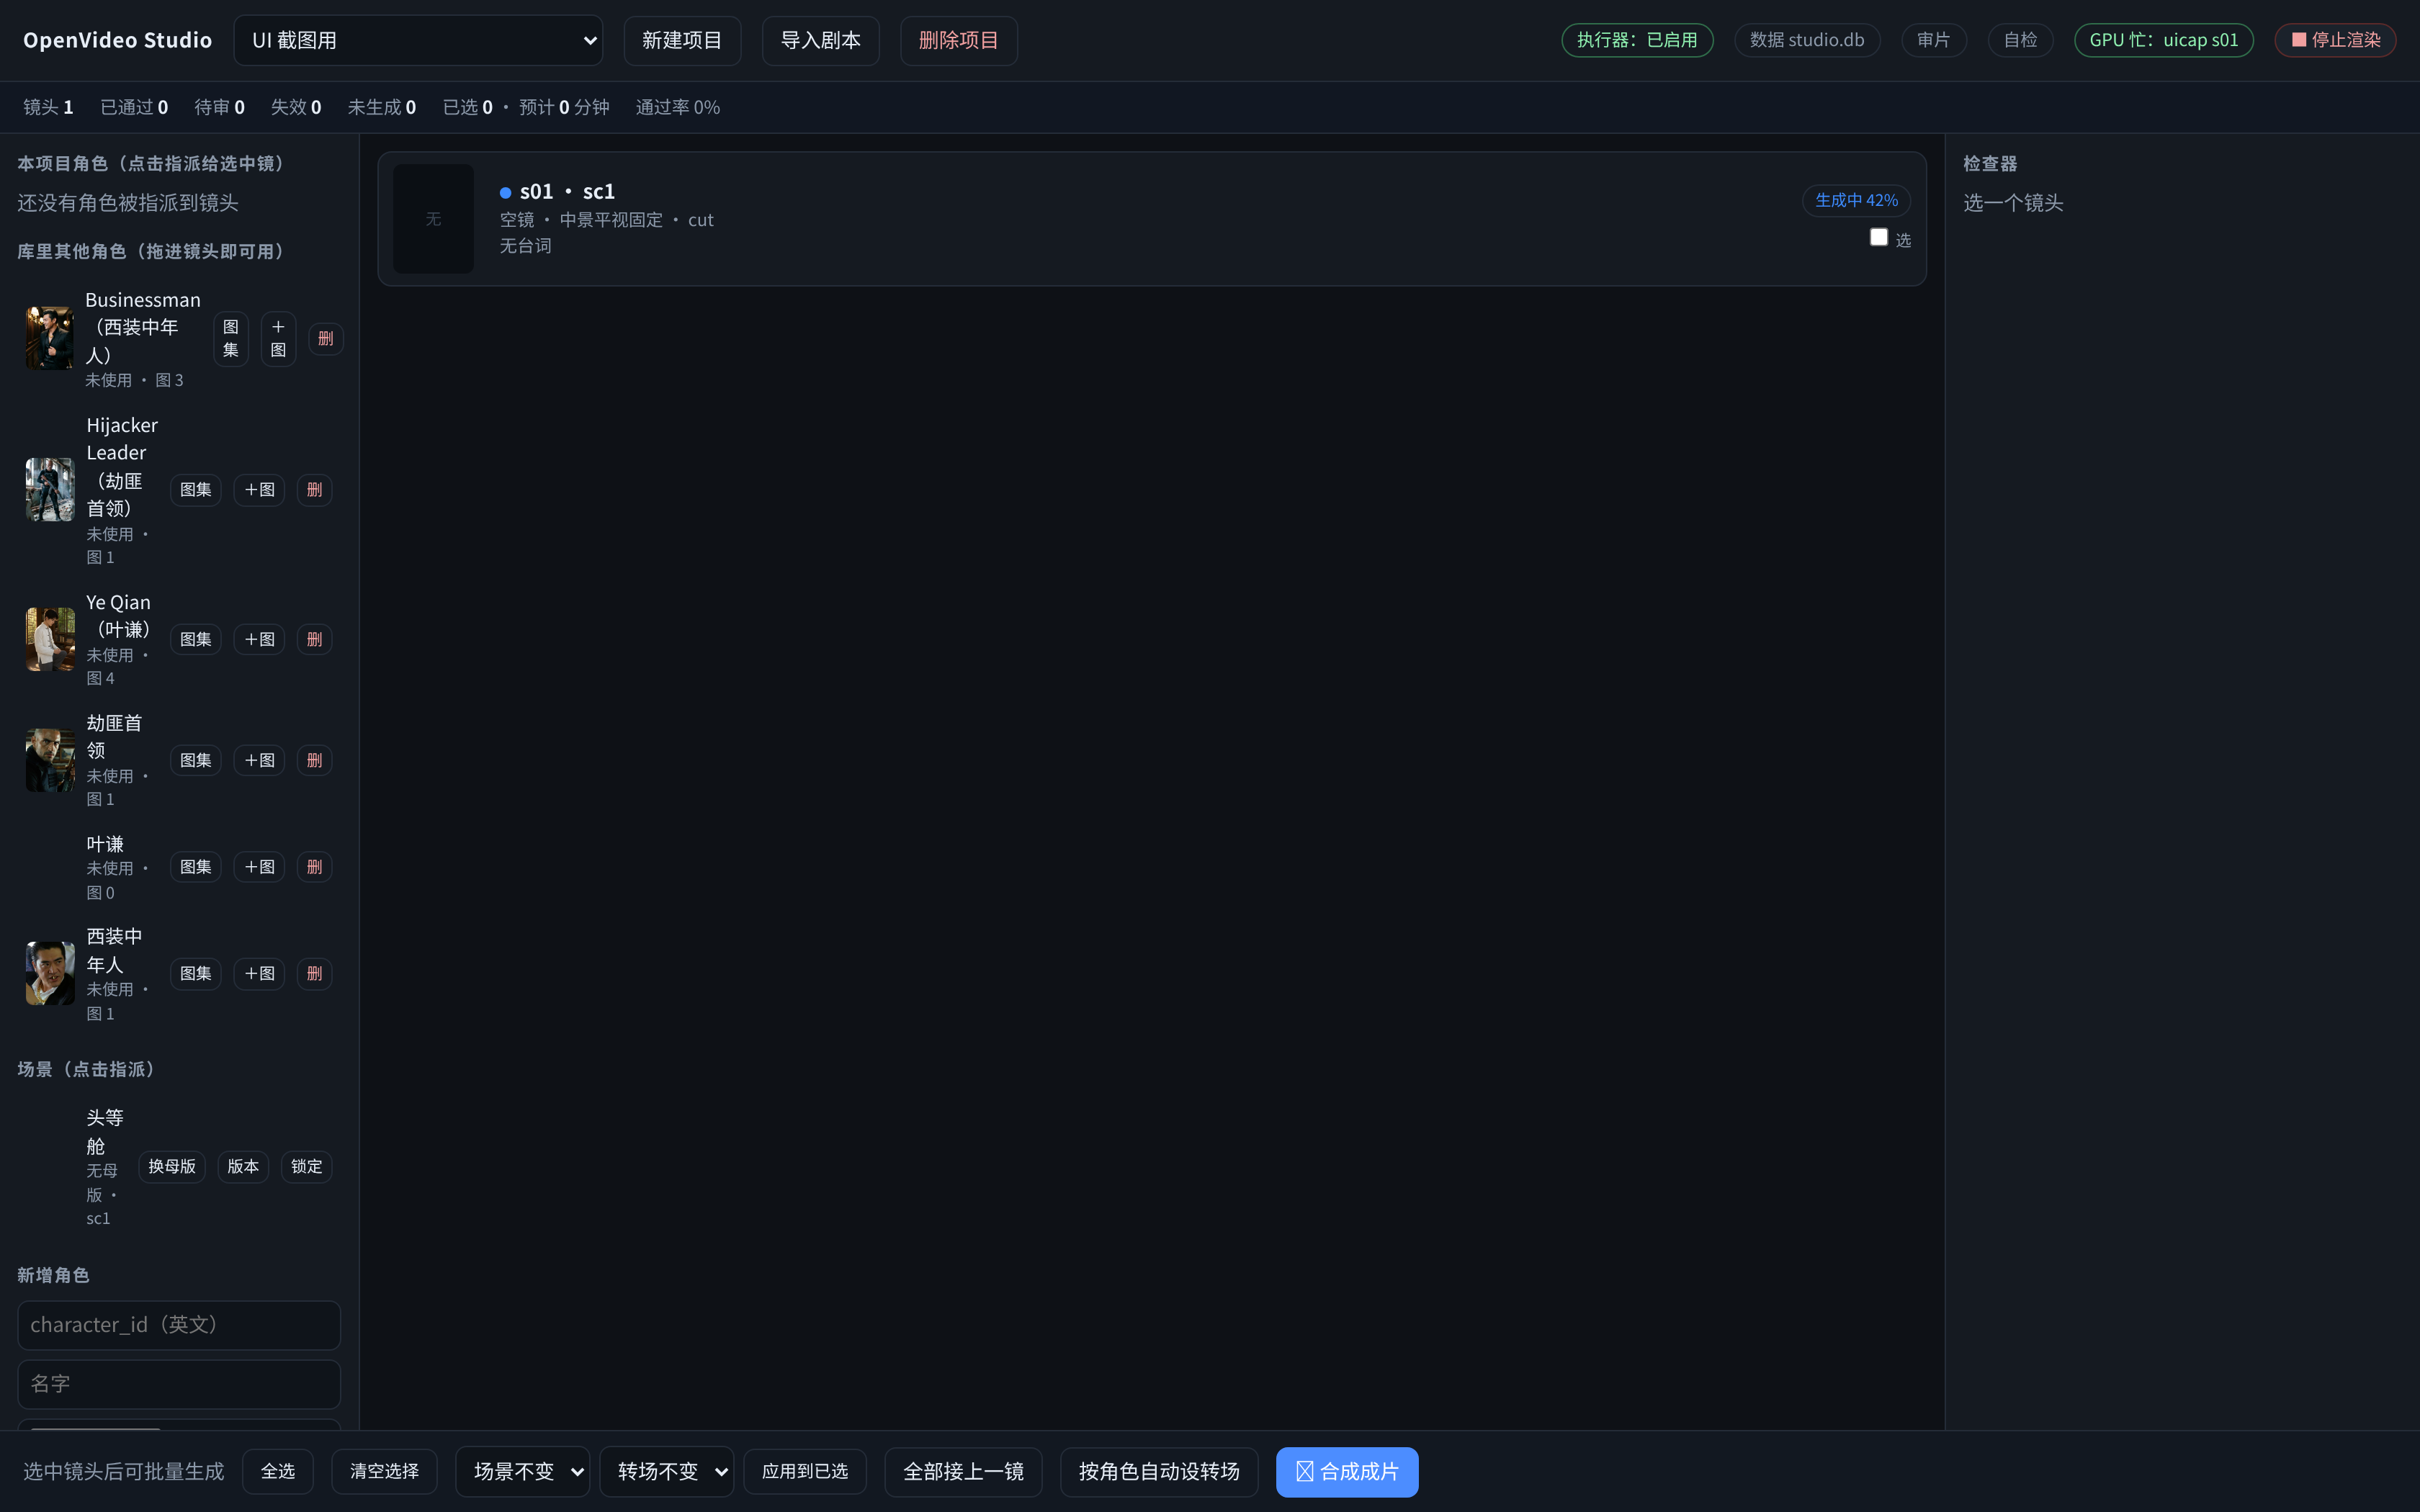 OpenVideo Studio
UI 截图用
新建项目
导入剧本
删除项目
执行器：已启用
数据 studio.db
审片
自检
GPU 忙：uicap s01
停止渲染
镜头 1 已通过 0 待审 0 失效 0 未生成 0 已选 0 · 预计 0 分钟 通过率 0%
本项目角色（点击指派给选中镜）
还没有角色被指派到镜头
库里其他角色（拖进镜头即可用）
Businessman
（西装中年
人）
未使用 · 图 3
图
集
＋
图
删
Hijacker
Leader
（劫匪
首领）
未使用 ·
图 1
图集
＋图
删
Ye Qian
（叶谦）
未使用 ·
图 4
图集
＋图
删
劫匪首
领
未使用 ·
图 1
图集
＋图
删
叶谦
未使用 ·
图 0
图集
＋图
删
西装中
年人
未使用 ·
图 1
图集
＋图
删
场景（点击指派）
头等
舱
无母
版 ·
sc1
换母版
版本
锁定
新增角色
character_id（英文）
名字
无
s01 · sc1
空镜 · 中景平视固定 · cut
无台词
生成中 42%
选
检查器
选一个镜头
选中镜头后可批量生成
全选
清空选择
场景不变
转场不变
应用到已选
全部接上一镜
按角色自动设转场
合成成片